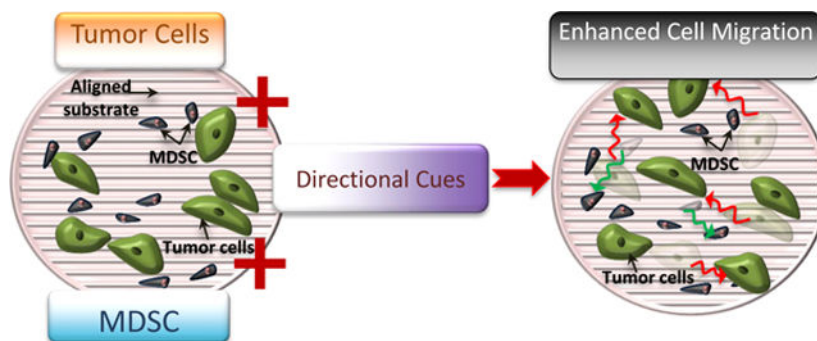 Tumor Cells
Aligned
substrate
MDSC
Tumor cells
MDSC
Directional Cues
Enhanced Cell Migration
MDSC
Tumor cells